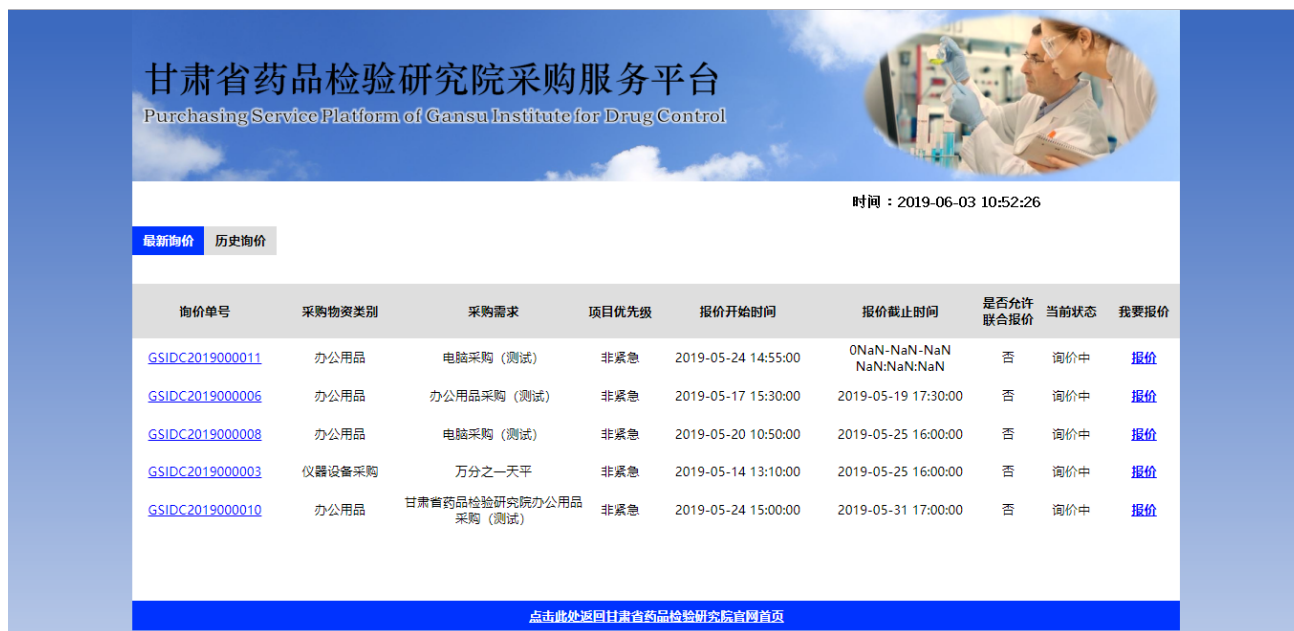 甘肃省药品检验研究院采购服务平台
Purchasing Service Platform of Gansu Institute for Drug Control
时间：2019-06-03 10:52:26
最新询价 历史询价
询价单号 采购物资类别 采购需求 项目优先级 报价开始时间 报价截止时间 是否允许联合报价 当前状态 我要报价
GSIDC2019000011 办公用品 电脑采购（测试） 非紧急 2019-05-24 14:55:00 0NaN-NaN-NaN NaN:NaN:NaN 否 询价中 报价
GSIDC2019000006 办公用品 办公用品采购（测试） 非紧急 2019-05-17 15:30:00 2019-05-19 17:30:00 否 询价中 报价
GSIDC2019000008 办公用品 电脑采购（测试） 非紧急 2019-05-20 10:50:00 2019-05-25 16:00:00 否 询价中 报价
GSIDC2019000003 仪器设备采购 万分之一天平 非紧急 2019-05-14 13:10:00 2019-05-25 16:00:00 否 询价中 报价
GSIDC2019000010 办公用品 甘肃省药品检验研究院办公用品采购（测试） 非紧急 2019-05-24 15:00:00 2019-05-31 17:00:00 否 询价中 报价
点击此处返回甘肃省药品检验研究院官网首页